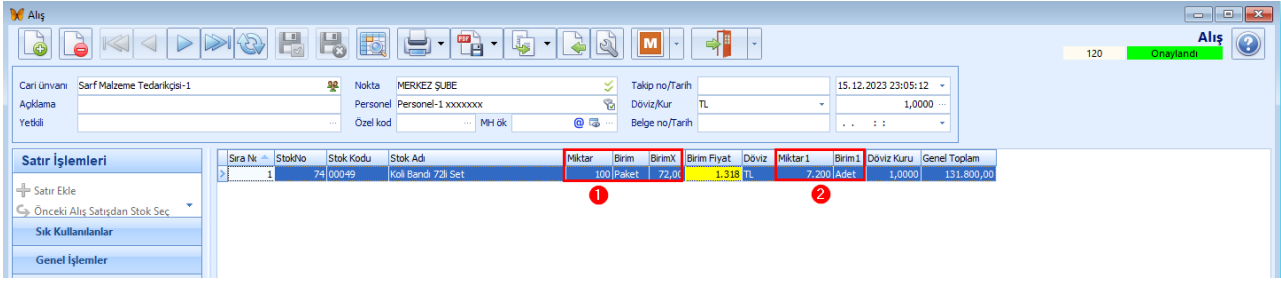 Alış
Alış
120 Onaylandı
Cari ünvanı Sarf Malzeme Tedarikçisi-1 Nokta MERKEZ ŞUBE Takip no/Tarih 15.12.2023 23:05:12
Açıklama Personel Personel-1 xxxxxxx Döviz/Kur TL 1,0000
Yetkili Özel kod MH ök @ Belge no/Tarih . . : :
Satır İşlemleri
Satır Ekle
Önceki Alış Satışdan Stok Seç
Sık Kullanılanlar
Genel İşlemler
Sıra No StokNo Stok Kodu Stok Adı Miktar Birim BirimX Birim Fiyat Döviz Miktar1 Birim1 Döviz Kuru Genel Toplam
1 74 00049 Koli Bandı 72li Set 100 Paket 72,00 1.318 TL 7.200 Adet 1,0000 131.800,00
1 2